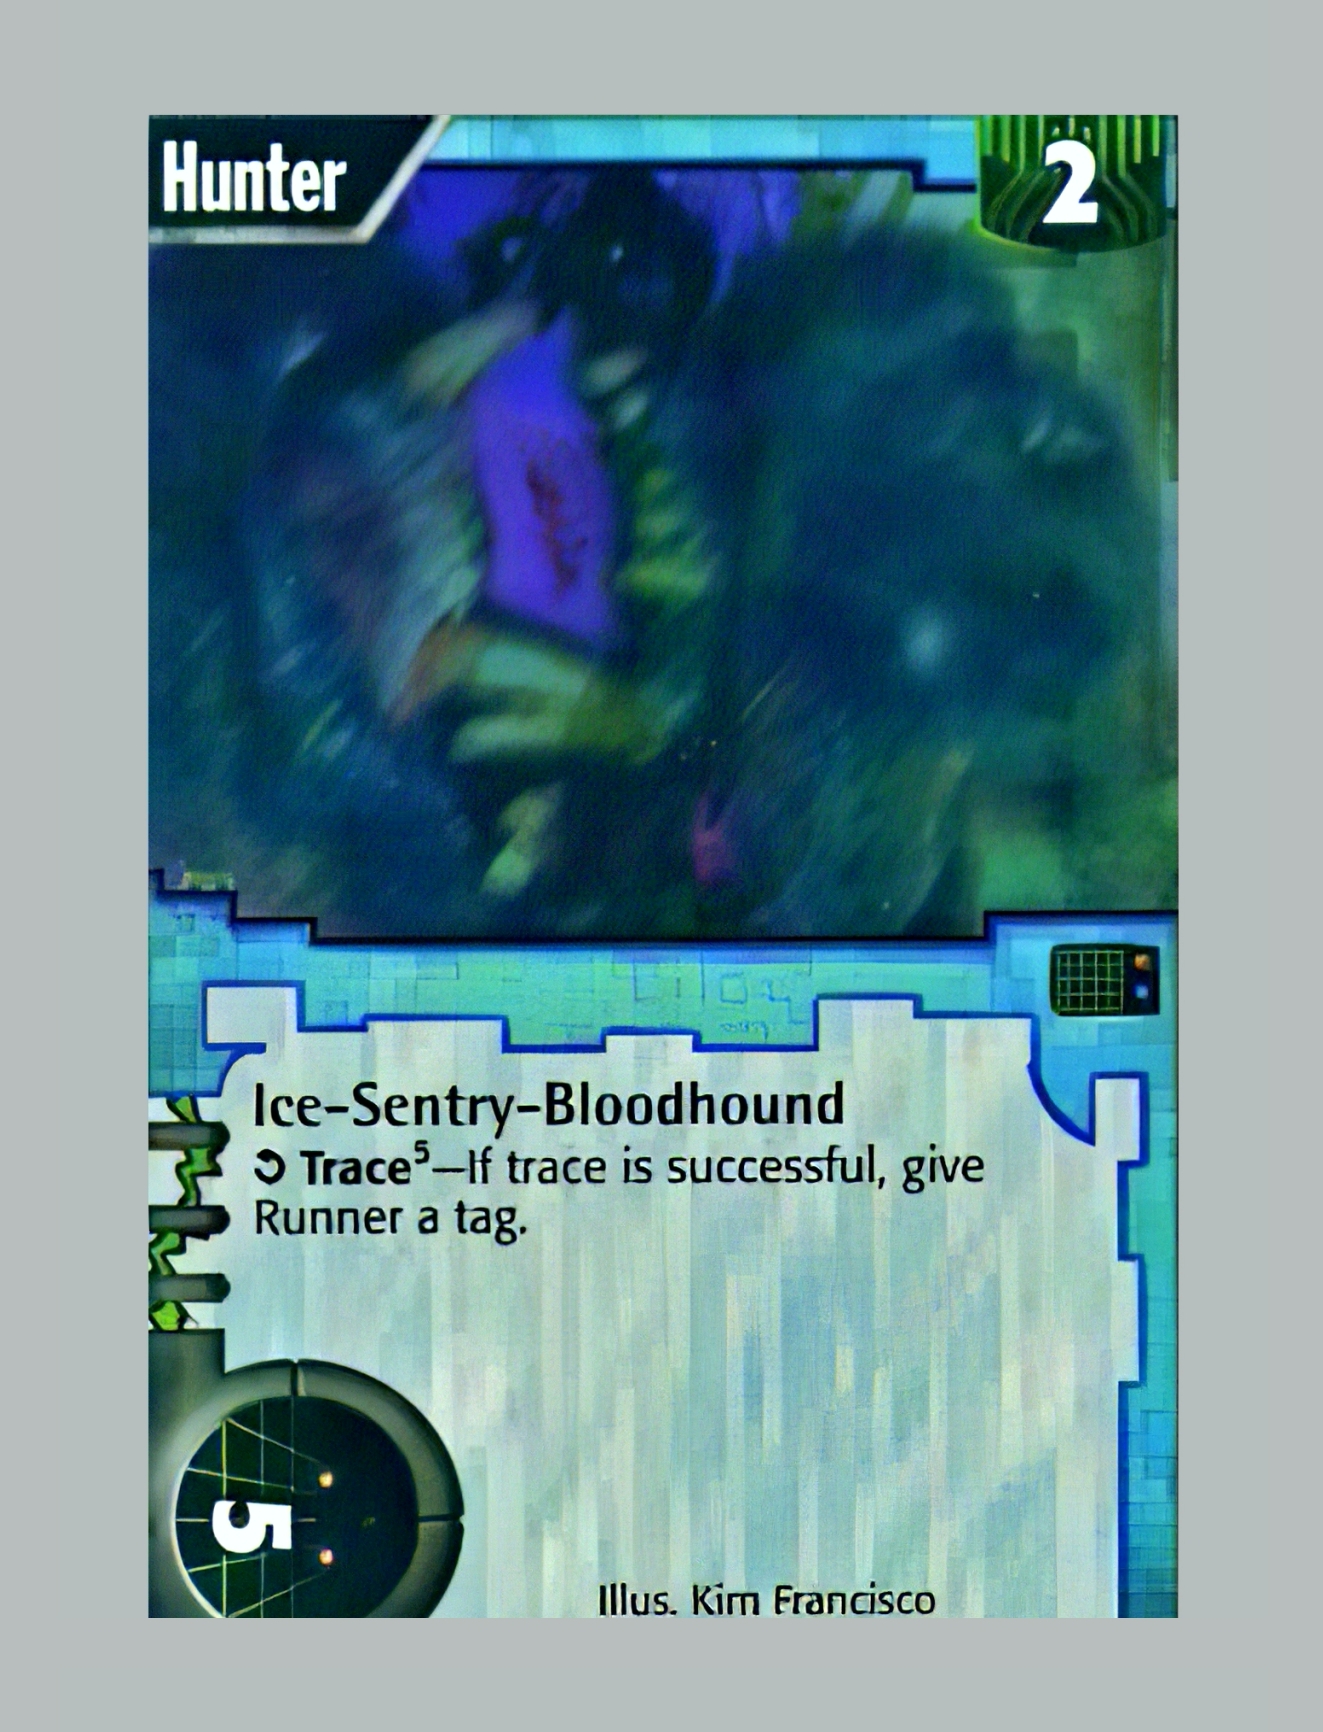 Hunter
2
Ice-Sentry-Bloodhound
Trace⁵—If trace is successful, give
Runner a tag.
5
Illus. Kim Francisco